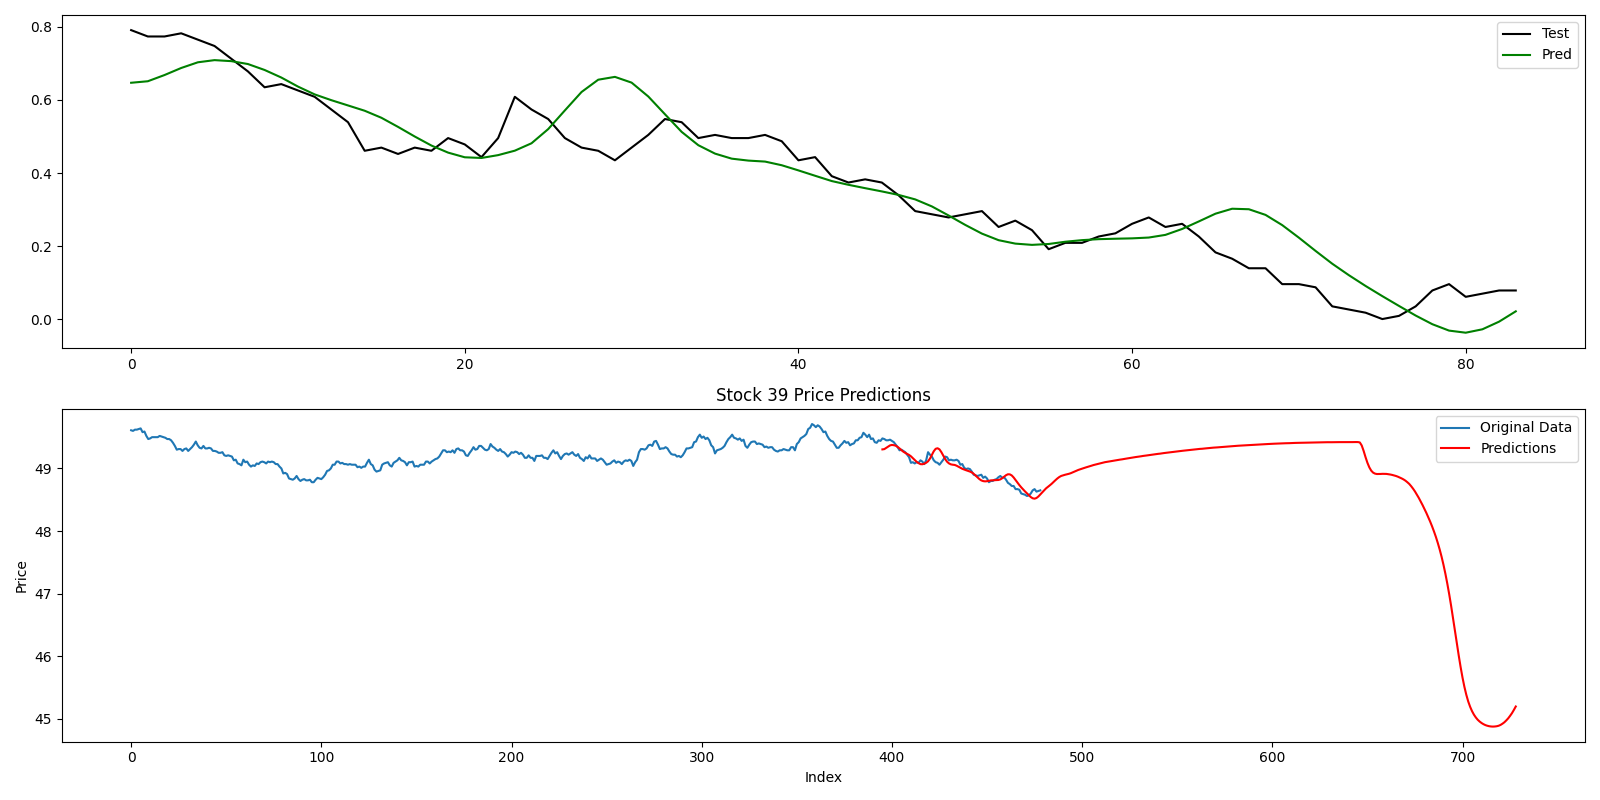 0.8
0.6
0.4
0.2
0.0
Test
Pred
0 20 40 60 80
Stock 39 Price Predictions
Original Data
Predictions
49
48
47
46
45
Price
0 100 200 300 400 500 600 700
Index